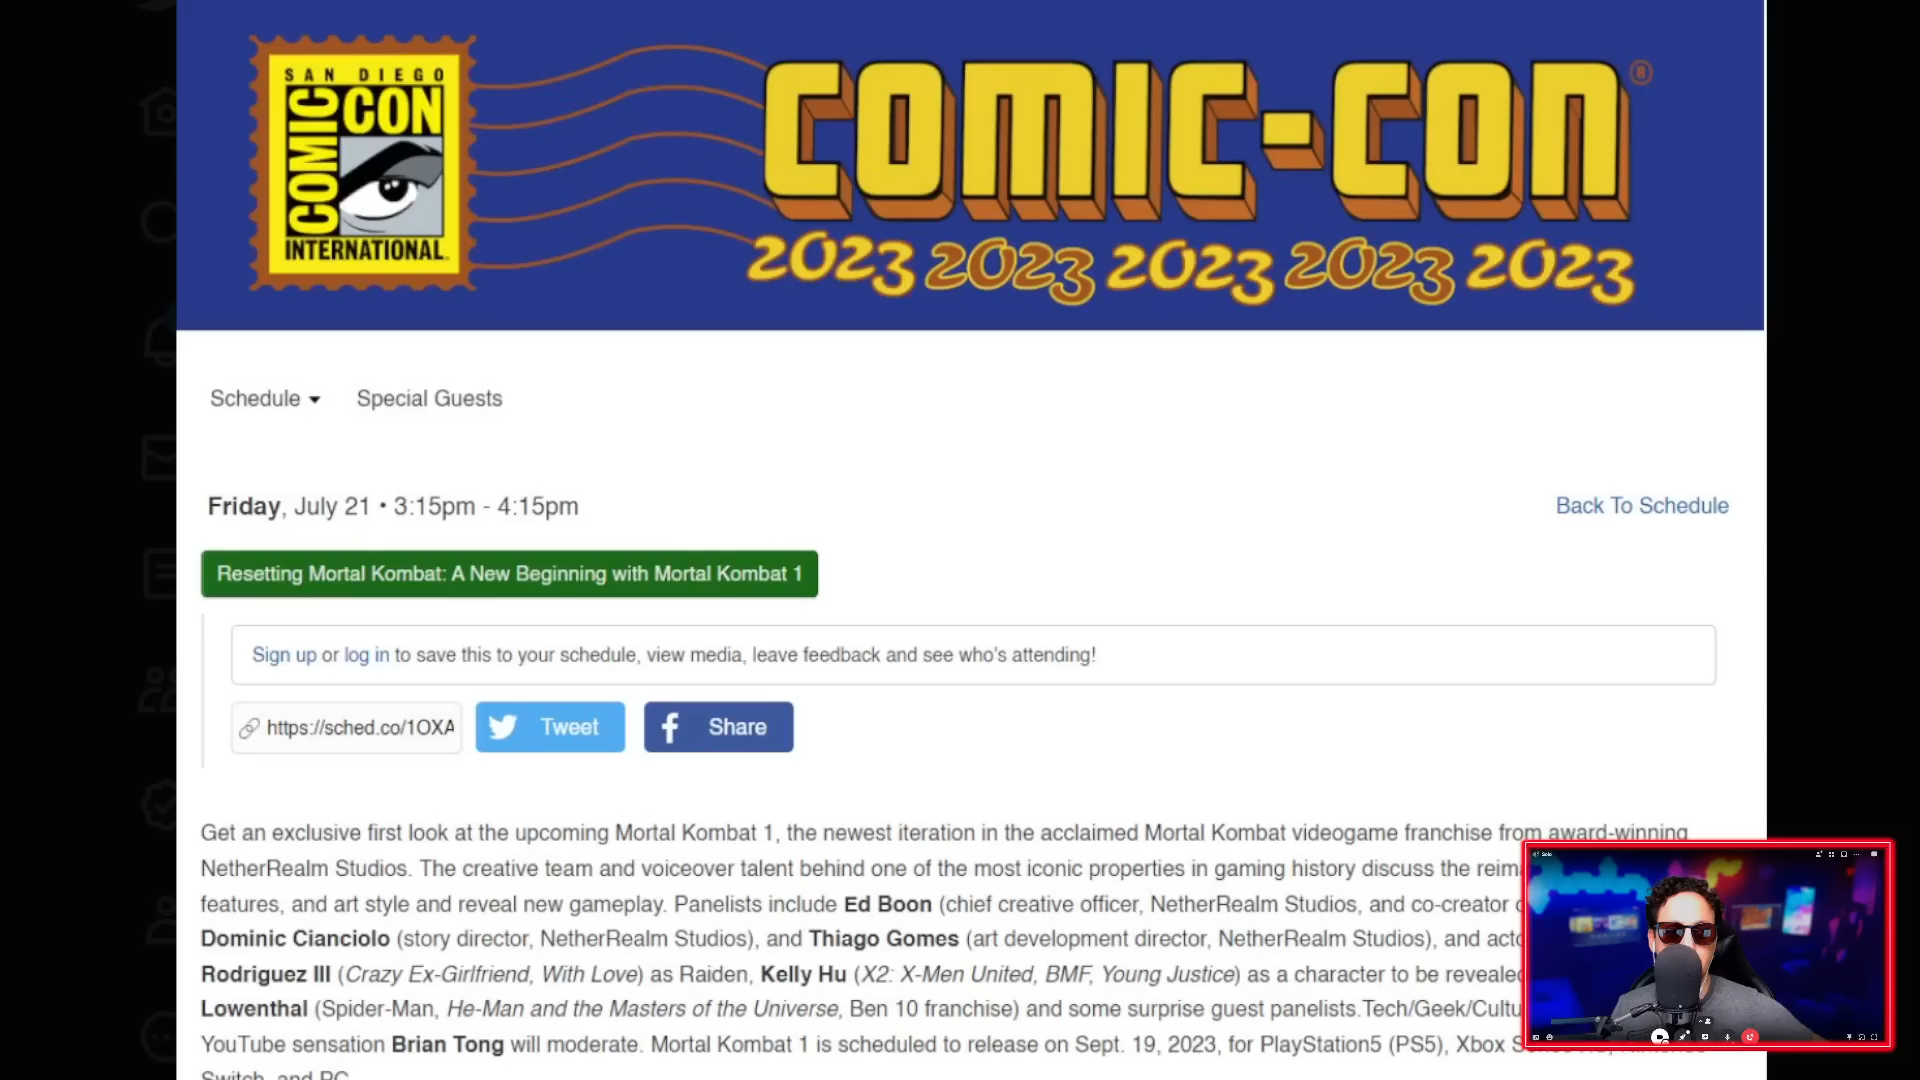 SAN DIEGO
COMIC
CON
INTERNATIONAL
COMIC-CON®
2023 2023 2023 2023 2023
Schedule Special Guests
Friday, July 21 • 3:15pm - 4:15pm
Back To Schedule
Resetting Mortal Kombat: A New Beginning with Mortal Kombat 1
Sign up or log in to save this to your schedule, view media, leave feedback and see who's attending!
https://sched.co/1OXA Tweet Share
Get an exclusive first look at the upcoming Mortal Kombat 1, the newest iteration in the acclaimed Mortal Kombat videogame franchise from award-winning
NetherRealm Studios. The creative team and voiceover talent behind one of the most iconic properties in gaming history discuss the
features, and art style and reveal new gameplay. Panelists include Ed Boon (chief creative officer, NetherRealm Studios, and co-creator
Dominic Cianciolo (story director, NetherRealm Studios), and Thiago Gomes (art development director, NetherRealm Studios), and
Rodriguez III (Crazy Ex-Girlfriend, With Love) as Raiden, Kelly Hu (X2: X-Men United, BMF, Young Justice) as a character to be revealed
Lowenthal (Spider-Man, He-Man and the Masters of the Universe, Ben 10 franchise) and some surprise guest panelists.Tech/Geek/
YouTube sensation Brian Tong will moderate. Mortal Kombat 1 is scheduled to release on Sept. 19, 2023, for PlayStation5 (PS5), Xbox
Switch, and PC